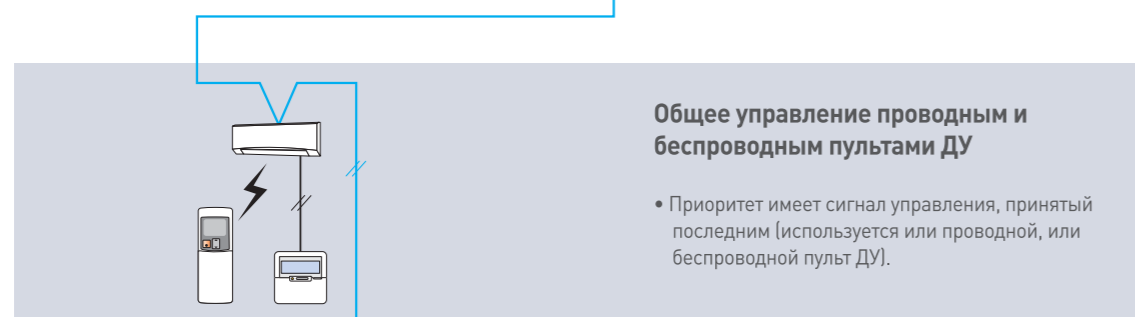 Общее управление проводным и
беспроводным пультами ДУ
• Приоритет имеет сигнал управления, принятый
последним (используется или проводной, или
беспроводной пульт ДУ).